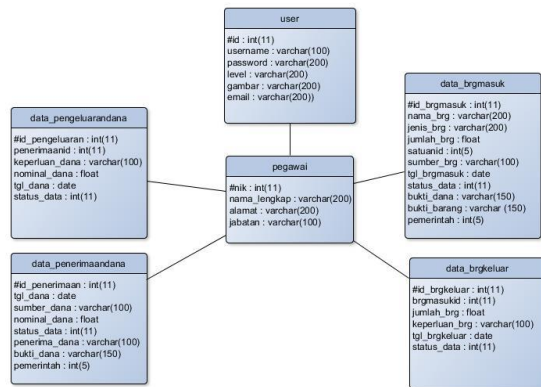 user
#id : int(11)
username : varchar(100)
password : varchar(200)
level : varchar(200)
gambar : varchar(200)
email : varchar(200))
data_pengeluarandana
#id_pengeluaran : int(11)
penerimaanid : int(11)
keperluan_dana : varchar(100)
nominal_dana : float
tgl_dana : date
status_data : int(11)
pegawai
#nik : int(11)
nama_lengkap : varchar(200)
alamat : varchar(200)
jabatan : varchar(100)
data_brgmasuk
#id_brgmasuk : int(11)
nama_brg : varchar(200)
jenis_brg : varchar(200)
jumlah_brg : float
satuanid : int(5)
sumber_brg : varchar(100)
tgl_brgmasuk : date
status_data : int(11)
bukti_dana : varchar(150)
bukti_barang : varchar (150)
pemerintah : int(5)
data_penerimaandana
#id_penerimaan : int(11)
tgl_dana : date
sumber_dana : varchar(100)
nominal_dana : float
status_data : int(11)
penerima_dana : varchar(100)
bukti_dana : varchar(150)
pemerintah : int(5)
data_brgkeluar
#id_brgkeluar : int(11)
brgmasukid : int(11)
jumlah_brg : float
keperluan_brg : varchar(100)
tgl_brgkeluar : date
status_data : int(11)